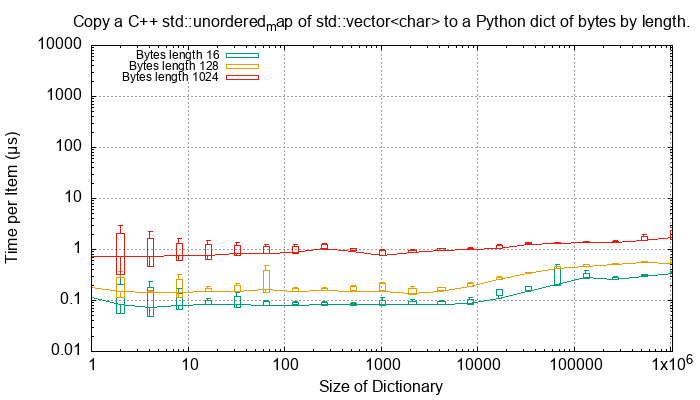 Copy a C++ std::unordered_map of std::vector<char> to a Python dict of bytes by length.
10000
Bytes length 16
Bytes length 128
Bytes length 1024
1000
100
10
1
0.1
0.01
Time per Item (µs)
1 10 100 1000 10000 100000 1x10⁶
Size of Dictionary